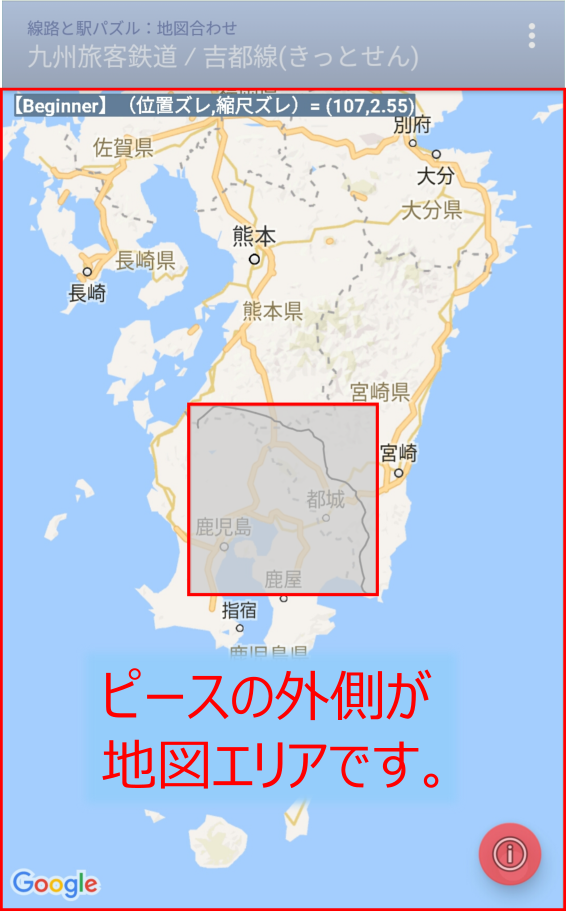 線路と駅パズル：地図合わせ
九州旅客鉄道 / 吉都線(きっとせん)
【Beginner】（位置ズレ,縮尺ズレ）= (107,2.55)
別府
佐賀県
大分
大分県
熊本
長崎県
長崎
熊本県
宮崎県
宮崎
都城
鹿児島
鹿屋
指宿
鹿児島県
ピースの外側が
地図エリアです。
Google